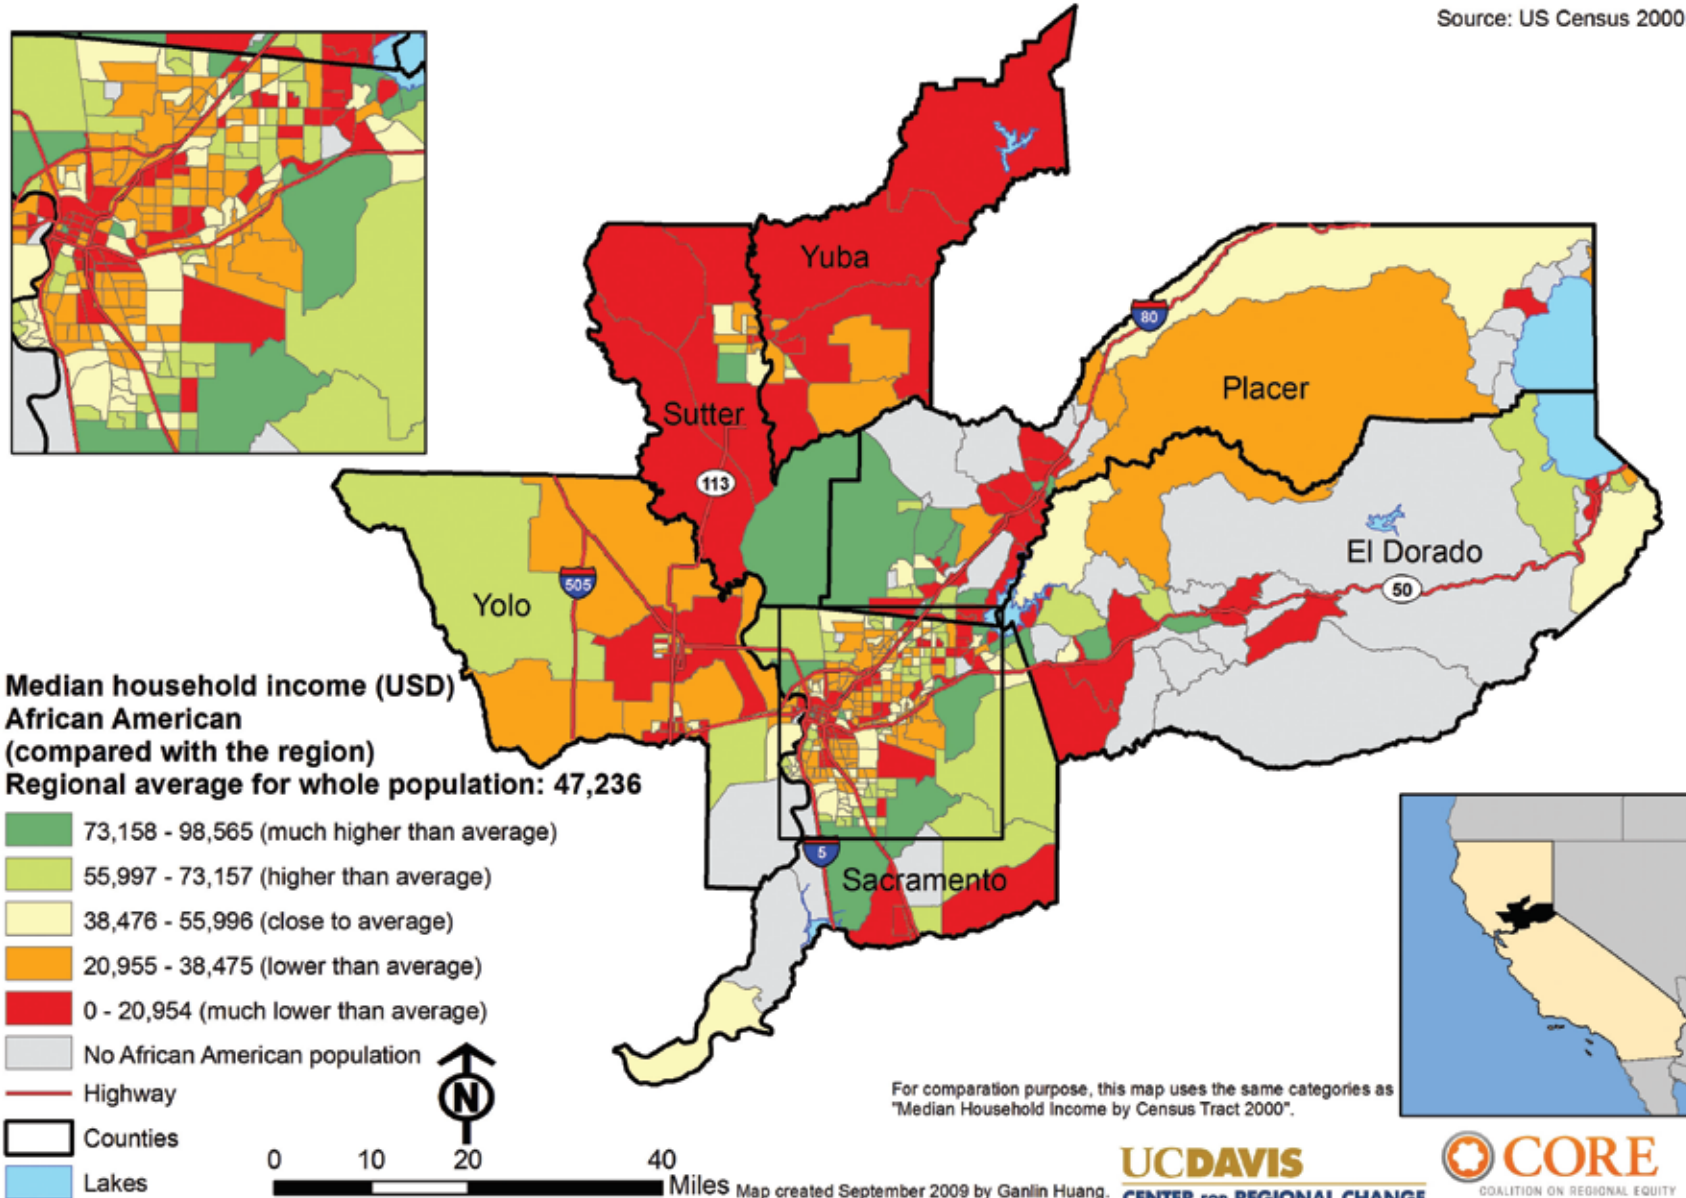 Source: US Census 2000
Yuba
80
Placer
Sutter
113
El Dorado
505
50
Yolo
Median household income (USD)
African American
(compared with the region)
Regional average for whole population: 47,236
73,158 - 98,565 (much higher than average)
55,997 - 73,157 (higher than average)
38,476 - 55,996 (close to average)
20,955 - 38,475 (lower than average)
0 - 20,954 (much lower than average)
No African American population
Highway
Counties
Lakes
5
Sacramento
N
0 10 20 40
Miles
For comparation purpose, this map uses the same categories as
"Median Household Income by Census Tract 2000".
Map created September 2009 by Ganlin Huang.
UCDAVIS
CENTER FOR REGIONAL CHANGE
CORE
COALITION ON REGIONAL EQUITY